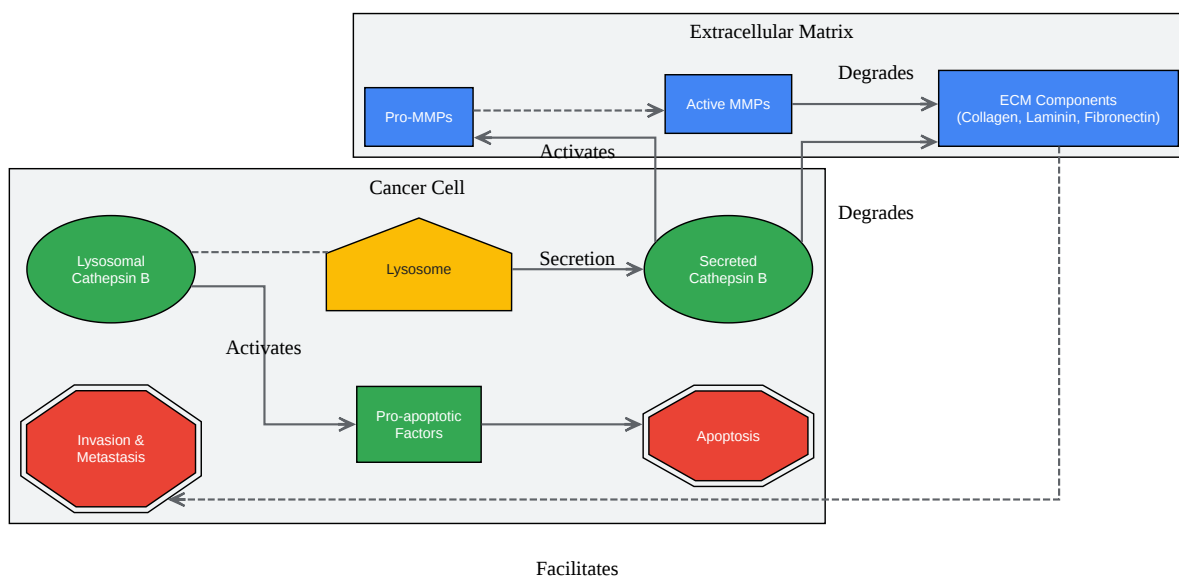 Extracellular Matrix
Degrades
Pro-MMPs
Active MMPs
ECM Components
(Collagen, Laminin, Fibronectin)
Activates
Cancer Cell
Degrades
Lysosomal
Cathepsin B
Lysosome
Secretion
Secreted
Cathepsin B
Activates
Invasion &
Metastasis
Pro-apoptotic
Factors
Apoptosis
Facilitates